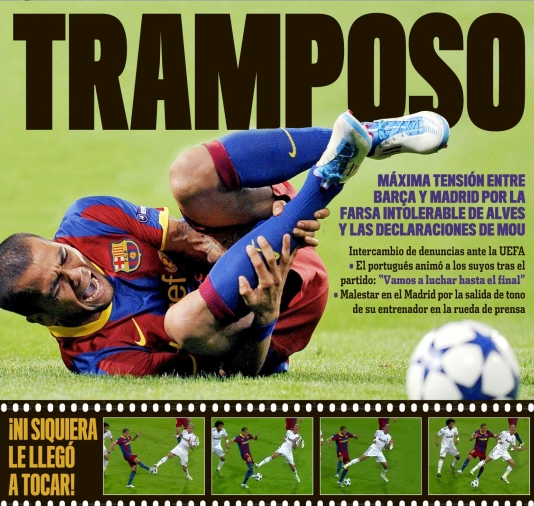 TRAMPOSO
MÁXIMA TENSIÓN ENTRE
BARÇA Y MADRID POR LA
FARSA INTOLERABLE DE ALVES
Y LAS DECLARACIONES DE MOU
Intercambio de denuncias ante la UEFA
• El portugués animó a los suyos tras el
partido: “Vamos a luchar hasta el final”
• Malestar en el Madrid por la salida de tono
de su entrenador en la rueda de prensa
¡NI SIQUIERA
LE LLEGÓ
A TOCAR!